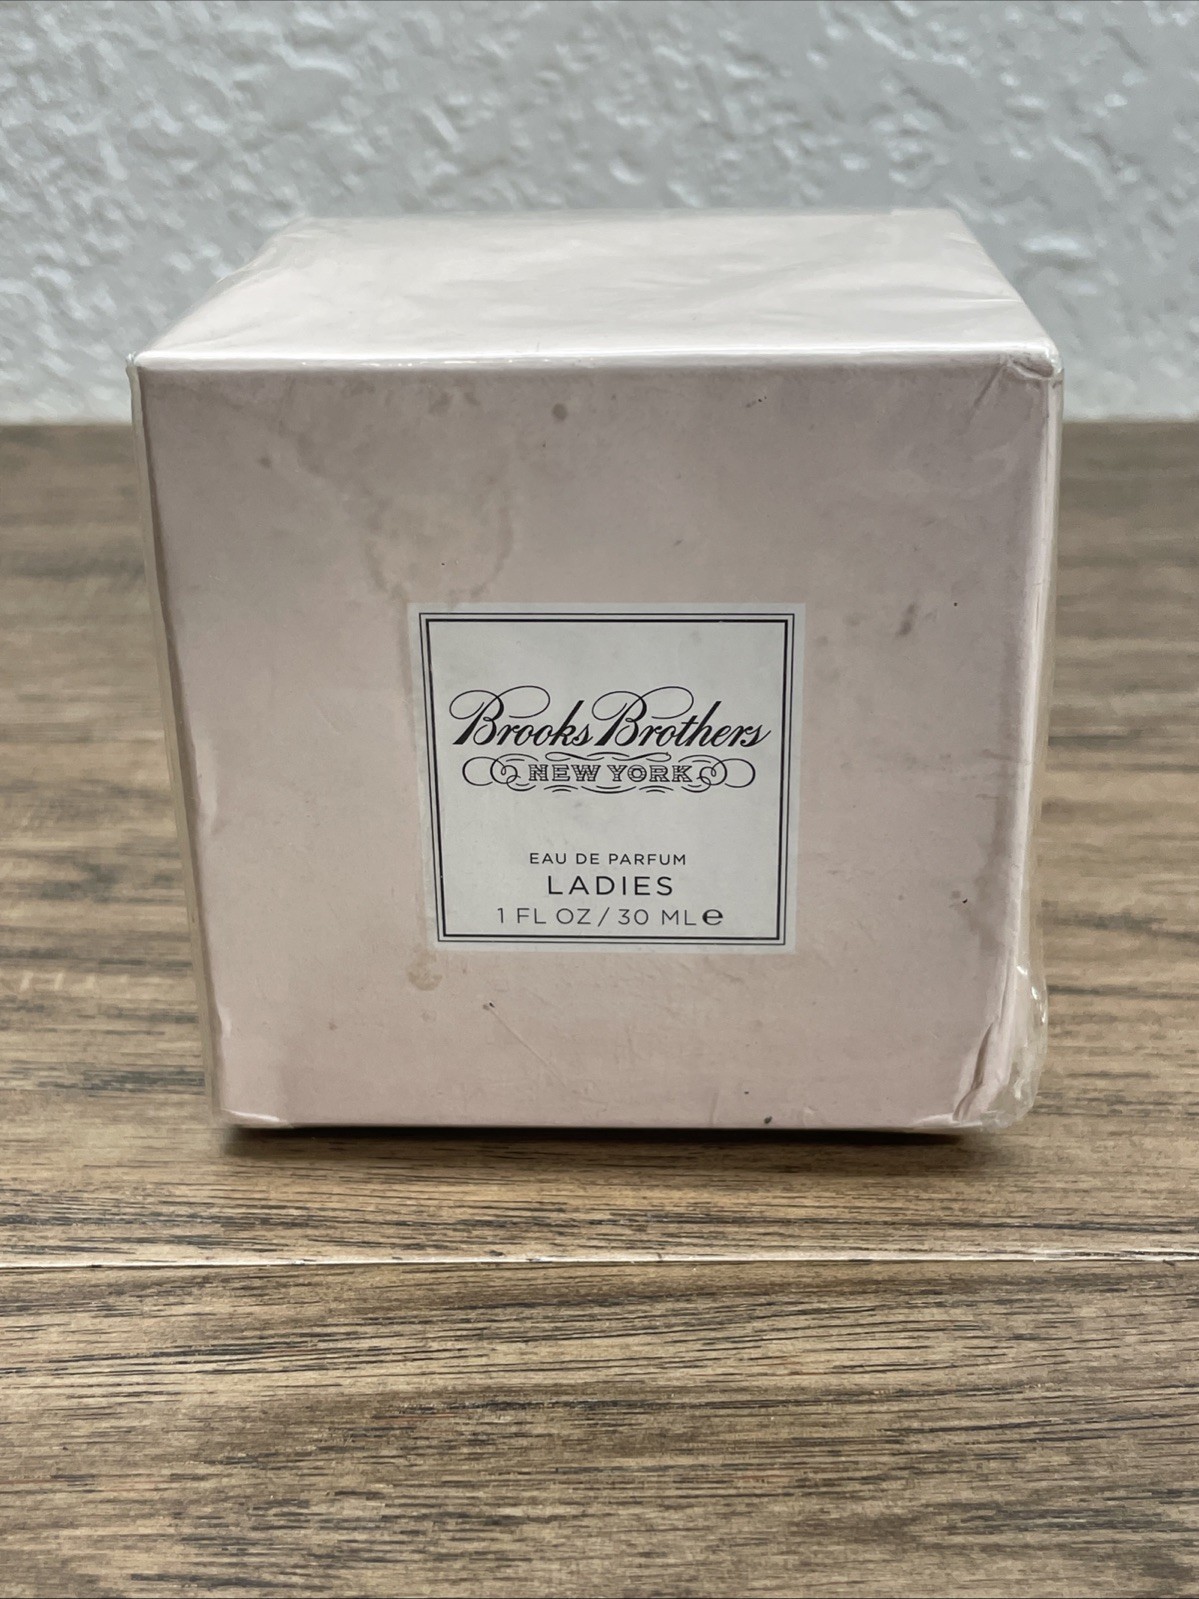 Brooks Brothers
NEW YORK
EAU DE PARFUM
LADIES
1 FL OZ / 30 ML ℮